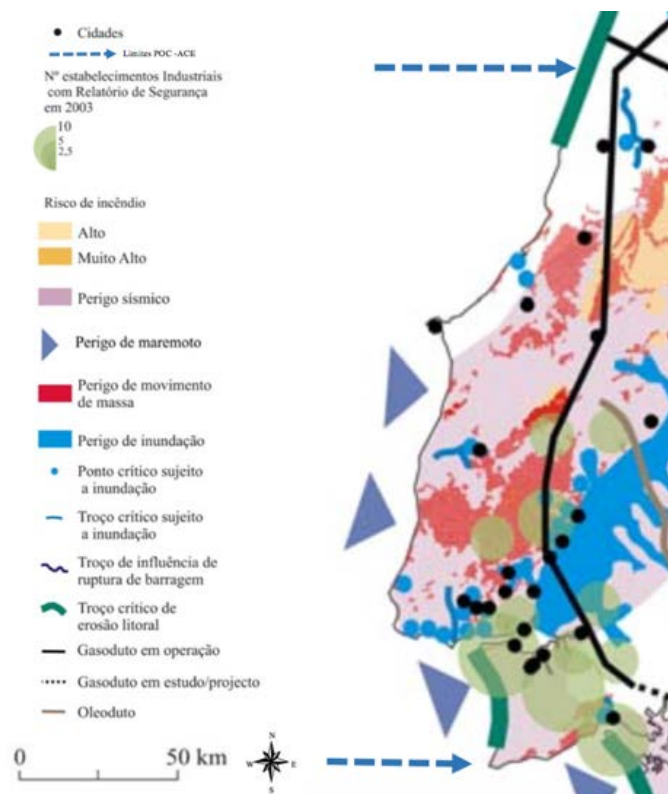 Cidades
Limites POC -ACE
Nº estabelecimentos Industriais
com Relatório de Segurança
em 2003
10
5
2,5
Risco de incêndio
Alto
Muito Alto
Perigo sísmico
Perigo de maremoto
Perigo de movimento
de massa
Perigo de inundação
Ponto crítico sujeito
a inundação
Troço crítico sujeito
a inundação
Troço de influência de
ruptura de barragem
Troço crítico de
erosão litoral
Gasoduto em operação
Gasoduto em estudo/projecto
Oleoduto
0 50 km
N
W E
S